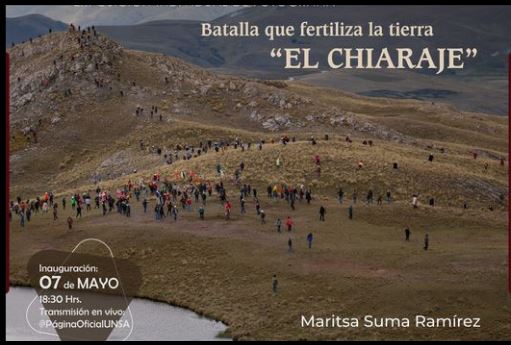 Batalla que fertiliza la tierra
“EL CHIARAJE”
Inauguración:
07 de MAYO
18:30 Hrs.
Transmisión en vivo:
@PáginaOficialUNSA
Maritsa Suma Ramírez